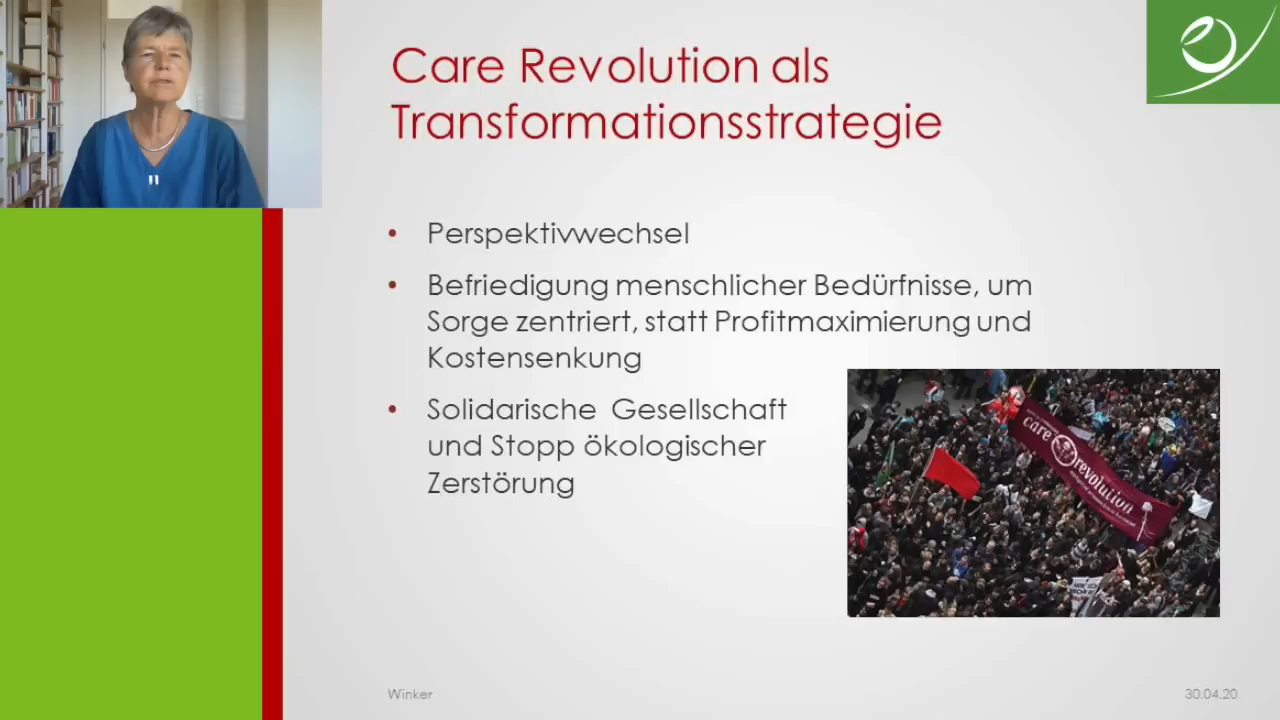 Care Revolution als
Transformationsstrategie
• Perspektivwechsel
• Befriedigung menschlicher Bedürfnisse, um
Sorge zentriert, statt Profitmaximierung und
Kostensenkung
• Solidarische Gesellschaft
und Stopp ökologischer
Zerstörung
care revolution
Winker
30.04.20